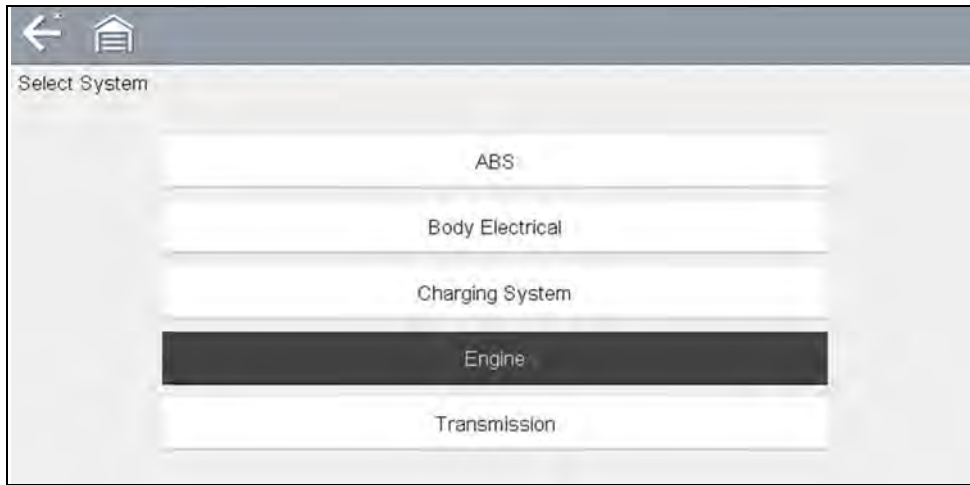 Select System
ABS
Body Electrical
Charging System
Engine
Transmission